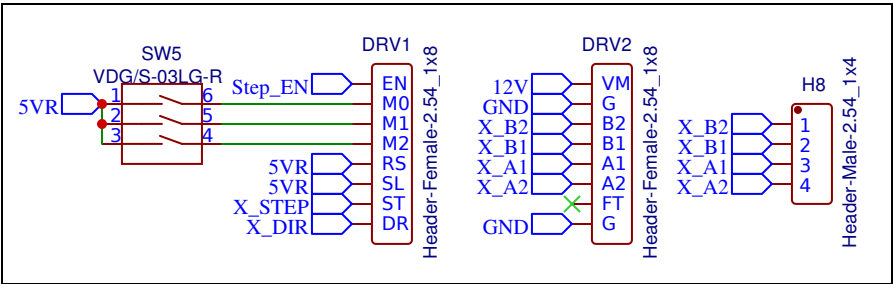 SW5
VDG/S-03LG-R
5VR
1 6
2 5
3 4
DRV1
Step_EN EN
M0
M1
M2
5VR RS
5VR SL
X_STEP ST
X_DIR DR
Header-Female-2.54_1x8
DRV2
12V VM
GND G
X_B2 B2
X_B1 B1
X_A1 A1
X_A2 A2
FT
GND G
Header-Female-2.54_1x8
H8
X_B2 1
X_B1 2
X_A1 3
X_A2 4
Header-Male-2.54_1x4